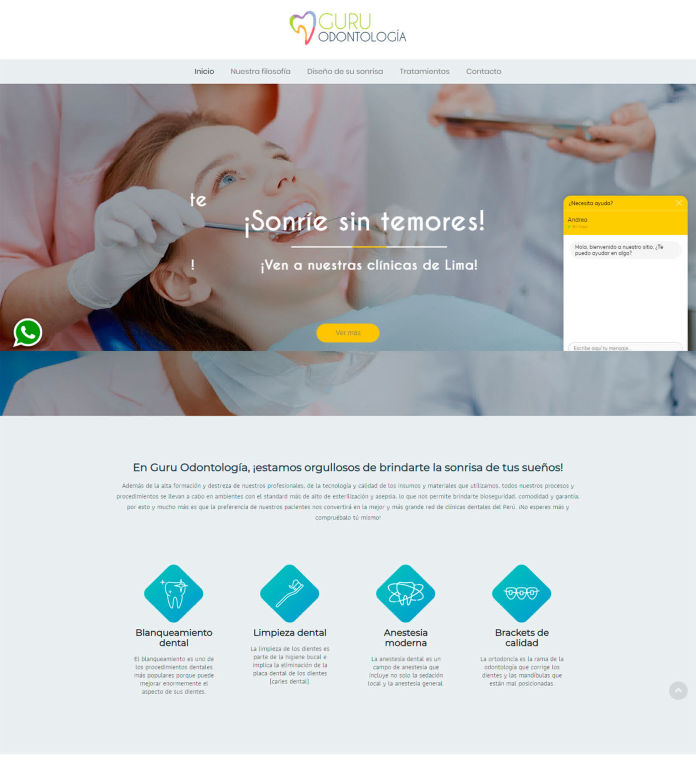 GURU
ODONTOLOGÍA
Inicio
Nuestra filosofía
Diseño de su sonrisa
Tratamientos
Contacto
te
¡Sonríe sin temores!
!
¡Ven a nuestras clínicas de Lima!
Ver más
¿Necesita ayuda?
Andrea
Hola, bienvenido a nuestro sitio. ¿Te
puedo ayudar en algo?
Escribe aquí tu mensaje...
En Guru Odontología, ¡estamos orgullosos de brindarte la sonrisa de tus sueños!
Además de la alta formación y destreza de nuestros profesionales, de la tecnología y calidad de los insumos y materiales que utilizamos, todos nuestros procesos y
procedimientos se llevan a cabo en ambientes con el standard más de alto de esterilización y asepsia, lo que nos permite brindarte bioseguridad, comodidad y garantía,
por esto y mucho más es que la preferencia de nuestros pacientes nos convertirá en la mejor y más grande red de clínicas dentales del Perú. ¡No esperes más y
compruébalo tú mismo!
Blanqueamiento
dental
El blanqueamiento es uno de
los procedimientos dentales
más populares porque puede
mejorar enormemente el
aspecto de sus dientes.
Limpieza dental
La limpieza de los dientes es
parte de la higiene bucal e
implica la eliminación de la
placa dental de los dientes
(caries dental)
Anestesia
moderna
La anestesia dental es un
campo de anestesia que
incluye no solo la sedación
local y la anestesia general.
Brackets de
calidad
La ortodoncia es la rama de la
odontología que corrige los
dientes y las mandíbulas que
están mal posicionadas.